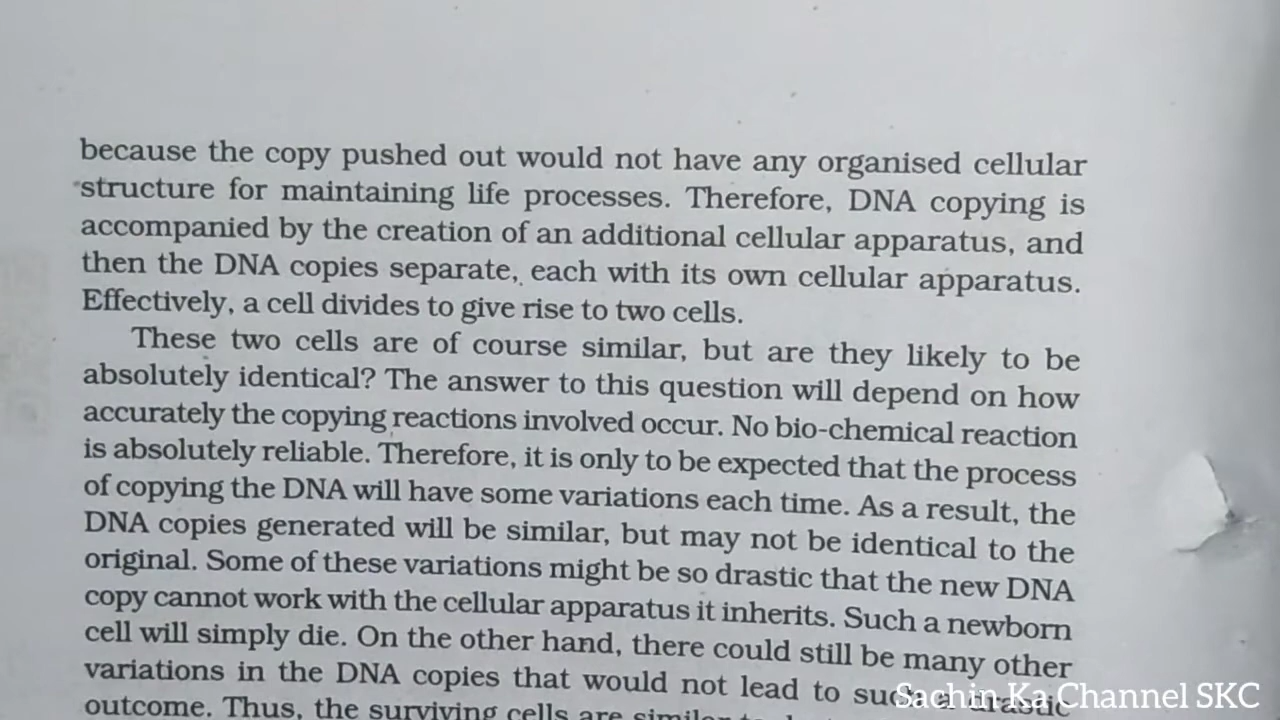 because the copy pushed out would not have any organised cellular
structure for maintaining life processes. Therefore, DNA copying is
accompanied by the creation of an additional cellular apparatus, and
then the DNA copies separate, each with its own cellular apparatus.
Effectively, a cell divides to give rise to two cells.
These two cells are of course similar, but are they likely to be
absolutely identical? The answer to this question will depend on how
accurately the copying reactions involved occur. No bio-chemical reaction
is absolutely reliable. Therefore, it is only to be expected that the process
of copying the DNA will have some variations each time. As a result, the
DNA copies generated will be similar, but may not be identical to the
original. Some of these variations might be so drastic that the new DNA
copy cannot work with the cellular apparatus it inherits. Such a newborn
cell will simply die. On the other hand, there could still be many other
variations in the DNA copies that would not lead to such a drastic
outcome. Thus, the surviving cells are similar to
Sachin Ka Channel SKC